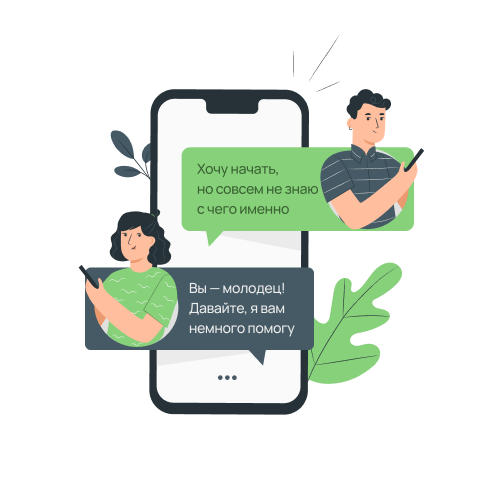 Хочу начать,
но совсем не знаю
с чего именно
Вы — молодец!
Давайте, я вам
немного помогу